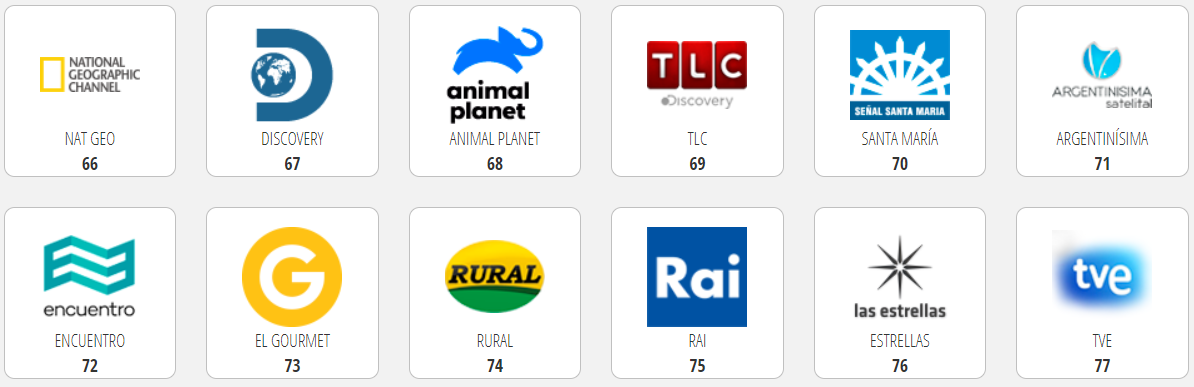 NATIONAL
GEOGRAPHIC
CHANNEL
NAT GEO
66
DISCOVERY
67
animal
planet
ANIMAL PLANET
68
TLC
Discovery
TLC
69
SEÑAL SANTA MARIA
SANTA MARÍA
70
ARGENTINISIMA
satelital
ARGENTINÍSIMA
71
encuentro
ENCUENTRO
72
G
EL GOURMET
73
RURAL
RURAL
74
Rai
RAI
75
las estrellas
ESTRELLAS
76
tve
TVE
77